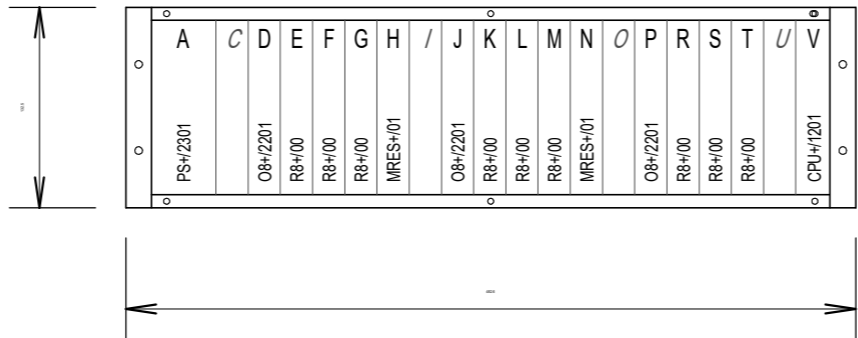 A C D E F G H I J K L M N O P R S T U V
PS+/2301
O8+/2201
R8+/00
R8+/00
R8+/00
MRES+/01
O8+/2201
R8+/00
R8+/00
R8+/00
MRES+/01
O8+/2201
R8+/00
R8+/00
R8+/00
CPU+/1201